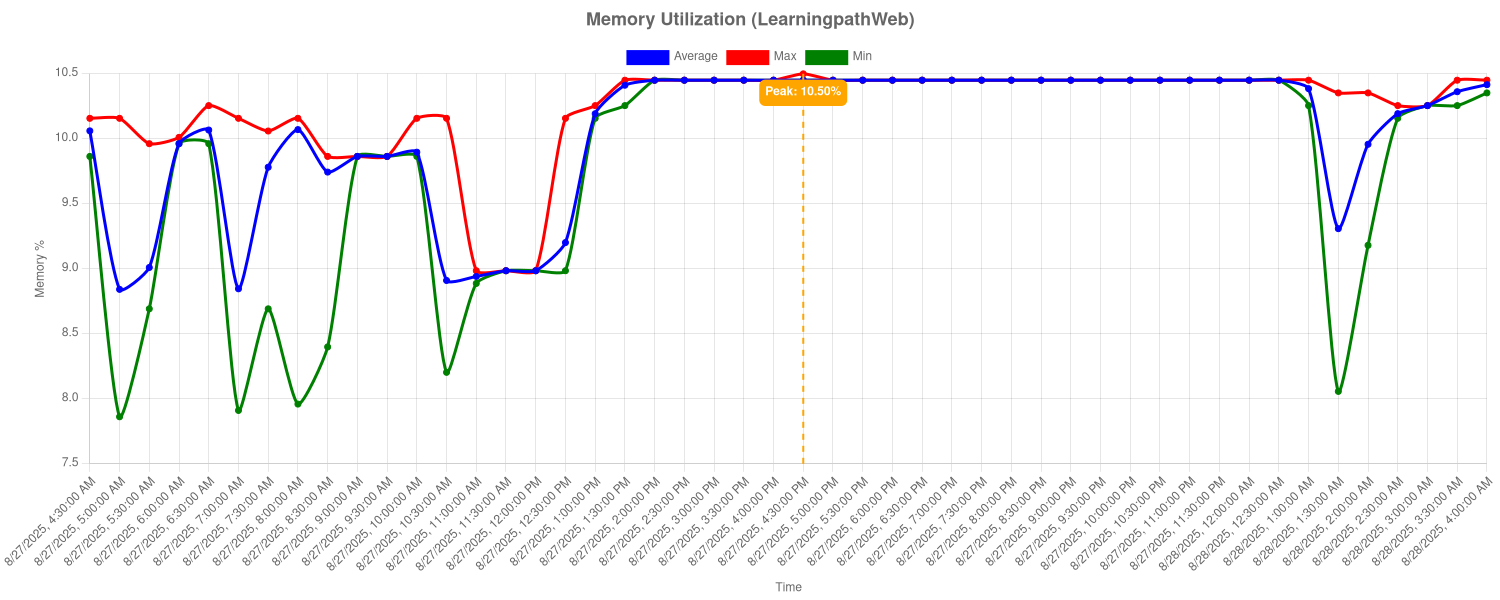 Memory Utilization (LearningpathWeb)
Average Max Min
10.5
10.0
9.5
9.0
8.5
8.0
7.5
Memory %
Peak: 10.50%
8/27/2025, 4:30:00 AM
8/27/2025, 5:00:00 AM
8/27/2025, 5:30:00 AM
8/27/2025, 6:00:00 AM
8/27/2025, 6:30:00 AM
8/27/2025, 7:00:00 AM
8/27/2025, 7:30:00 AM
8/27/2025, 8:00:00 AM
8/27/2025, 8:30:00 AM
8/27/2025, 9:00:00 AM
8/27/2025, 9:30:00 AM
8/27/2025, 10:00:00 AM
8/27/2025, 10:30:00 AM
8/27/2025, 11:00:00 AM
8/27/2025, 11:30:00 AM
8/27/2025, 12:00:00 PM
8/27/2025, 12:30:00 PM
8/27/2025, 1:00:00 PM
8/27/2025, 1:30:00 PM
8/27/2025, 2:00:00 PM
8/27/2025, 2:30:00 PM
8/27/2025, 3:00:00 PM
8/27/2025, 3:30:00 PM
8/27/2025, 4:00:00 PM
8/27/2025, 4:30:00 PM
8/27/2025, 5:00:00 PM
8/27/2025, 5:30:00 PM
8/27/2025, 6:00:00 PM
8/27/2025, 6:30:00 PM
8/27/2025, 7:00:00 PM
8/27/2025, 7:30:00 PM
8/27/2025, 8:00:00 PM
8/27/2025, 8:30:00 PM
8/27/2025, 9:00:00 PM
8/27/2025, 9:30:00 PM
8/27/2025, 10:00:00 PM
8/27/2025, 10:30:00 PM
8/27/2025, 11:00:00 PM
8/27/2025, 11:30:00 PM
8/28/2025, 12:00:00 AM
8/28/2025, 12:30:00 AM
8/28/2025, 1:00:00 AM
8/28/2025, 1:30:00 AM
8/28/2025, 2:00:00 AM
8/28/2025, 2:30:00 AM
8/28/2025, 3:00:00 AM
8/28/2025, 3:30:00 AM
8/28/2025, 4:00:00 AM
Time